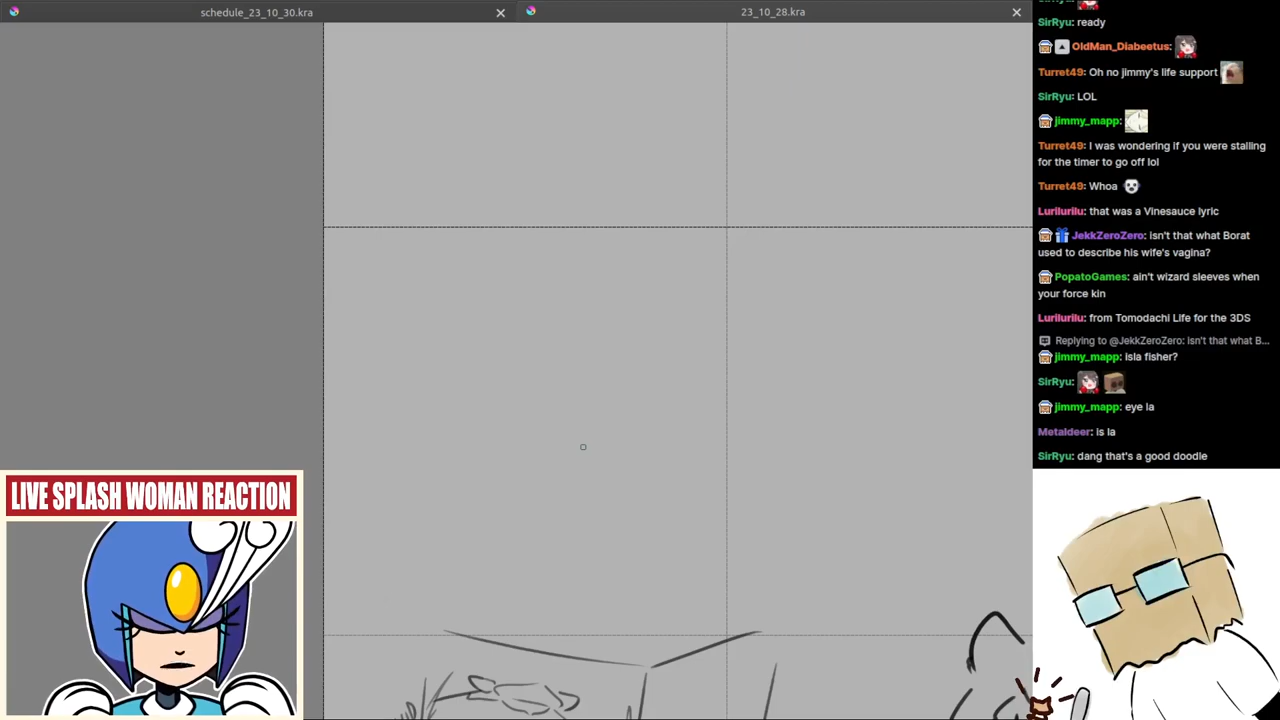 schedule_23_10_30.kra
23_10_28.kra
SirRyu: ready
OldMan_Diabeetus:
Turret49: Oh no jimmy's life support
SirRyu: LOL
jimmy_mapp:
Turret49: I was wondering if you were stalling
for the timer to go off lol
Turret49: Whoa
Lurilurilu: that was a Vinesauce lyric
JekkZeroZero: isn't that what Borat
used to describe his wife's vagina?
PopatoGames: ain't wizard sleeves when
your force kin
Lurilurilu: from Tomodachi Life for the 3DS
Replying to @JekkZeroZero: isn't that what B...
jimmy_mapp: isla fisher?
SirRyu:
jimmy_mapp: eye la
Metaldeer: is la
SirRyu: dang that's a good doodle
LIVE SPLASH WOMAN REACTION